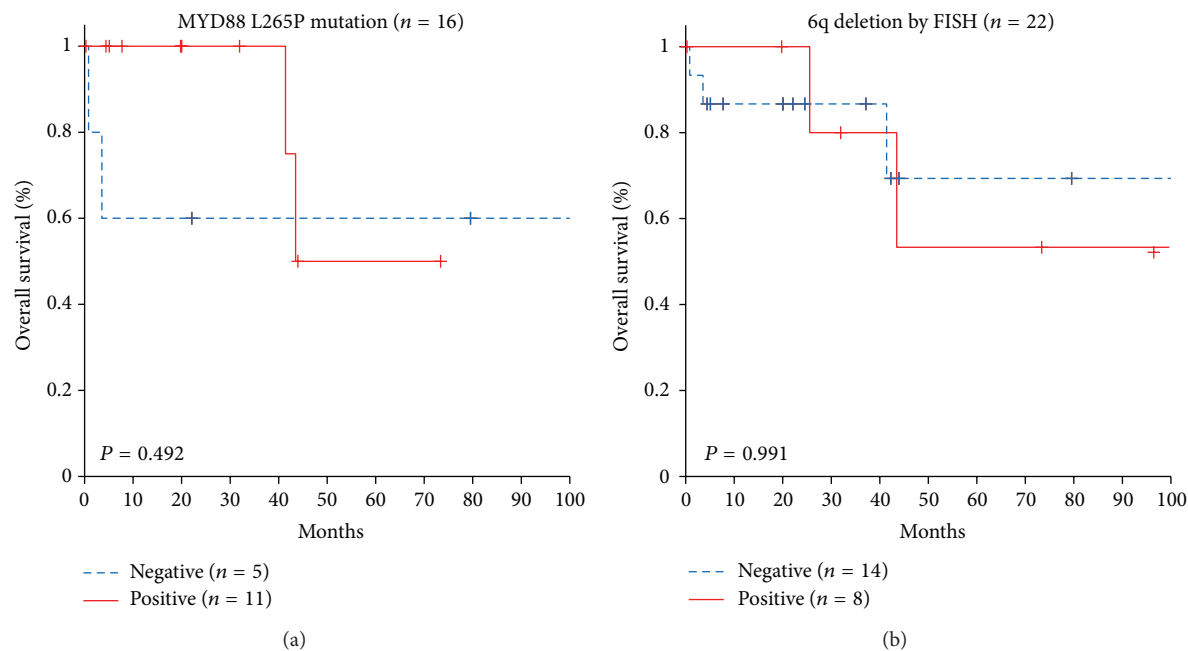 MYD88 L265P mutation (n = 16)
Overall survival (%)
1
0.8
0.6
0.4
0.2
0
P = 0.492
0 10 20 30 40 50 60 70 80 90 100
Months
Negative (n = 5)
Positive (n = 11)
(a)
6q deletion by FISH (n = 22)
Overall survival (%)
1
0.8
0.6
0.4
0.2
0
P = 0.991
0 10 20 30 40 50 60 70 80 90 100
Months
Negative (n = 14)
Positive (n = 8)
(b)